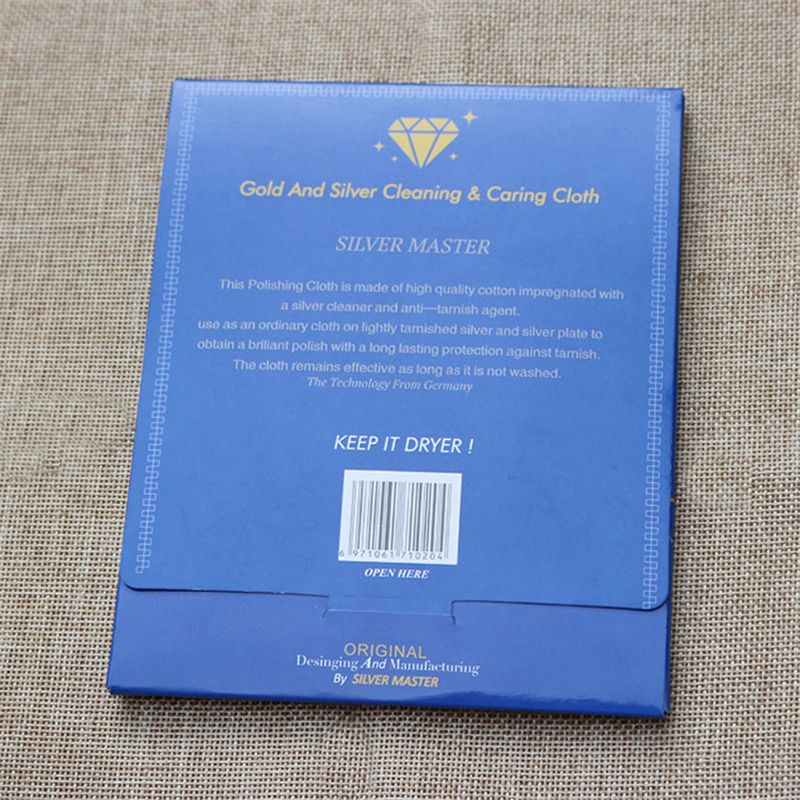 Gold And Silver Cleaning & Caring Cloth
SILVER MASTER
This Polishing Cloth is made of high quality cotton impregnated with
a silver cleaner and anti—tarnish agent.
use as an ordinary cloth on lightly tarnished silver and silver plate to
obtain a brlliant polish with a long lasting protection against tarnish.
The cloth remains effective as long as it is not washed.
The Technology From Germany
KEEP IT DRYER !
6 971061 710204
OPEN HERE
ORIGINAL
Desinging And Manufacturing
By SILVER MASTER